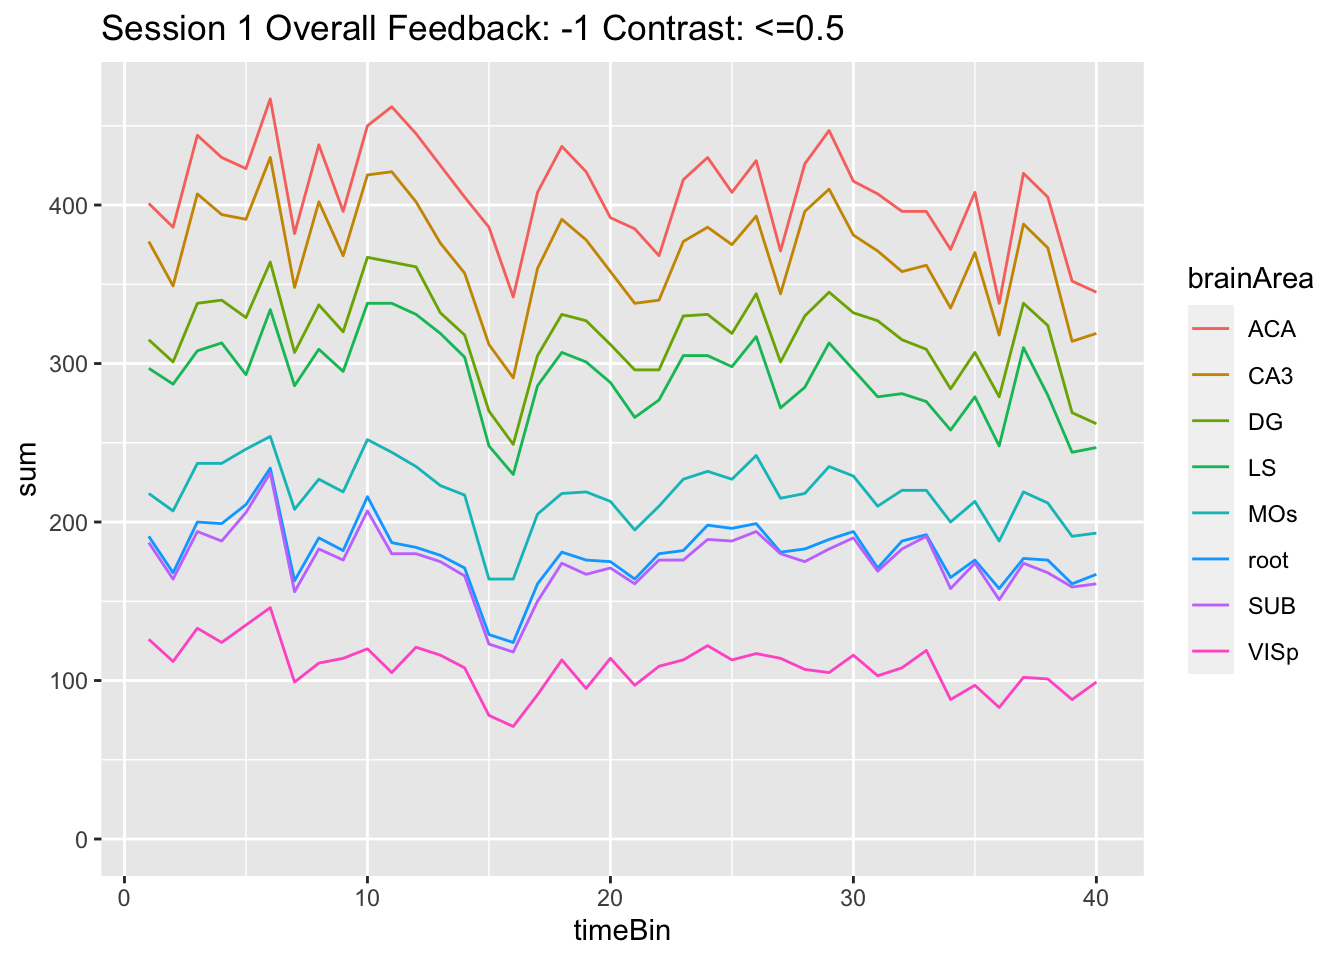 Session 1 Overall Feedback: -1 Contrast: <=0.5
sum
400
300
200
100
0
0 10 20 30 40
timeBin
brainArea
ACA
CA3
DG
LS
MOs
root
SUB
VISp